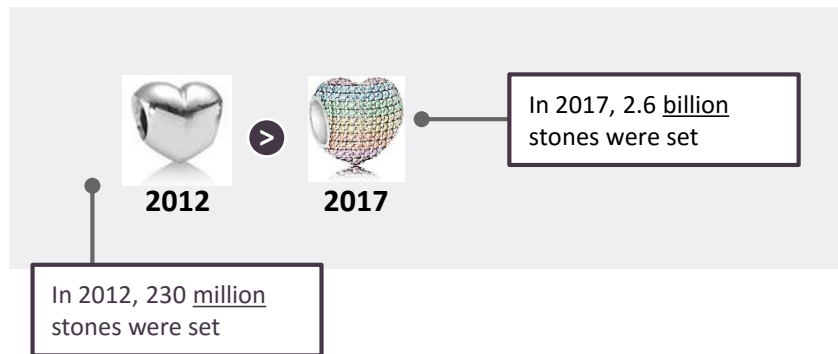 In 2017, 2.6 billion
stones were set
>
2012
2017
In 2012, 230 million
stones were set